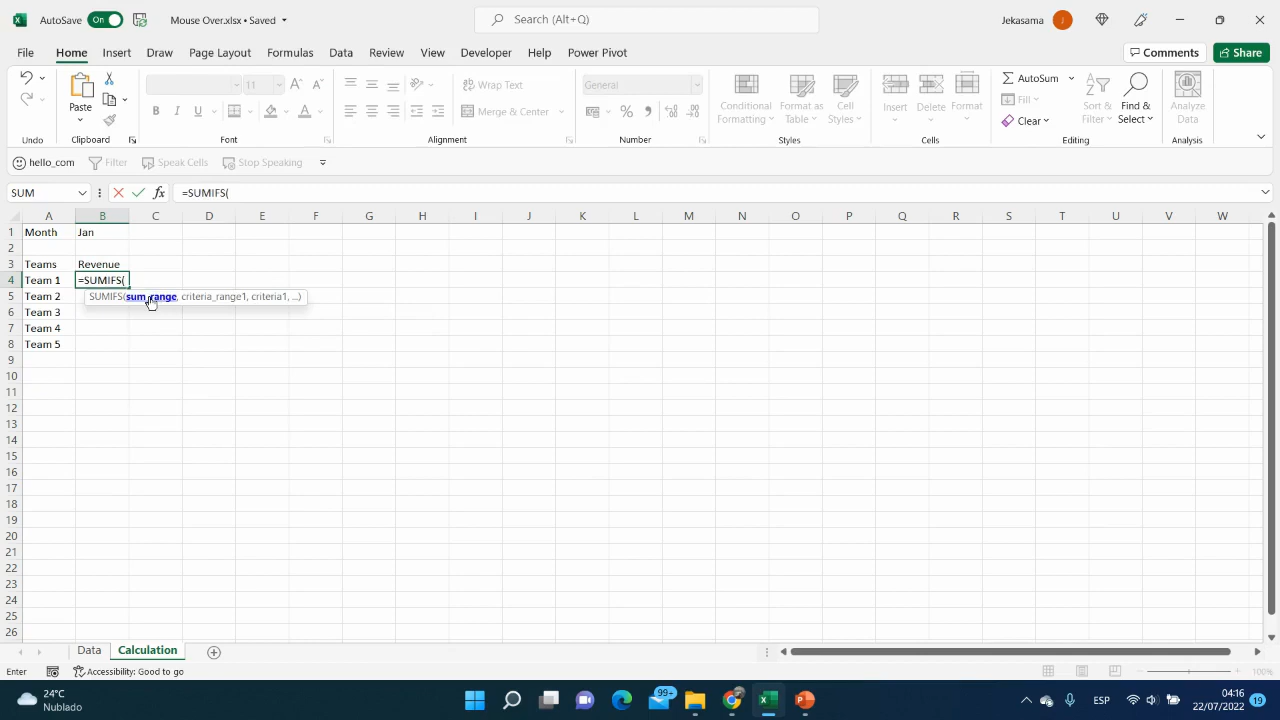 AutoSave On Mouse Over.xlsx • Saved Search (Alt+Q) Jekasama
File Home Insert Draw Page Layout Formulas Data Review View Developer Help Power Pivot Comments Share
Paste 11 Wrap Text General Conditional Formatting Format as Table Cell Styles Insert Delete Format AutoSum Fill Clear Sort & Filter Find & Select Analyze Data
B I U Merge & Center
Undo Clipboard Font Alignment Number Styles Cells Editing Analysis
hello_com Filter Speak Cells Stop Speaking
SUM fx =SUMIFS(
A B C D E F G H I J K L M N O P Q R S T U V W
1 Month Jan
2
3 Teams Revenue
4 Team 1 =SUMIFS(
5 Team 2 SUMIFS(sum_range, criteria_range1, criteria1, ...)
6 Team 3
7 Team 4
8 Team 5
9
10
11
12
13
14
15
16
17
18
19
20
21
22
23
24
25
26
Data Calculation
Enter Accessibility: Good to go 100%
24°C 99+ ESP 04:16
Nublado 22/07/2022 19